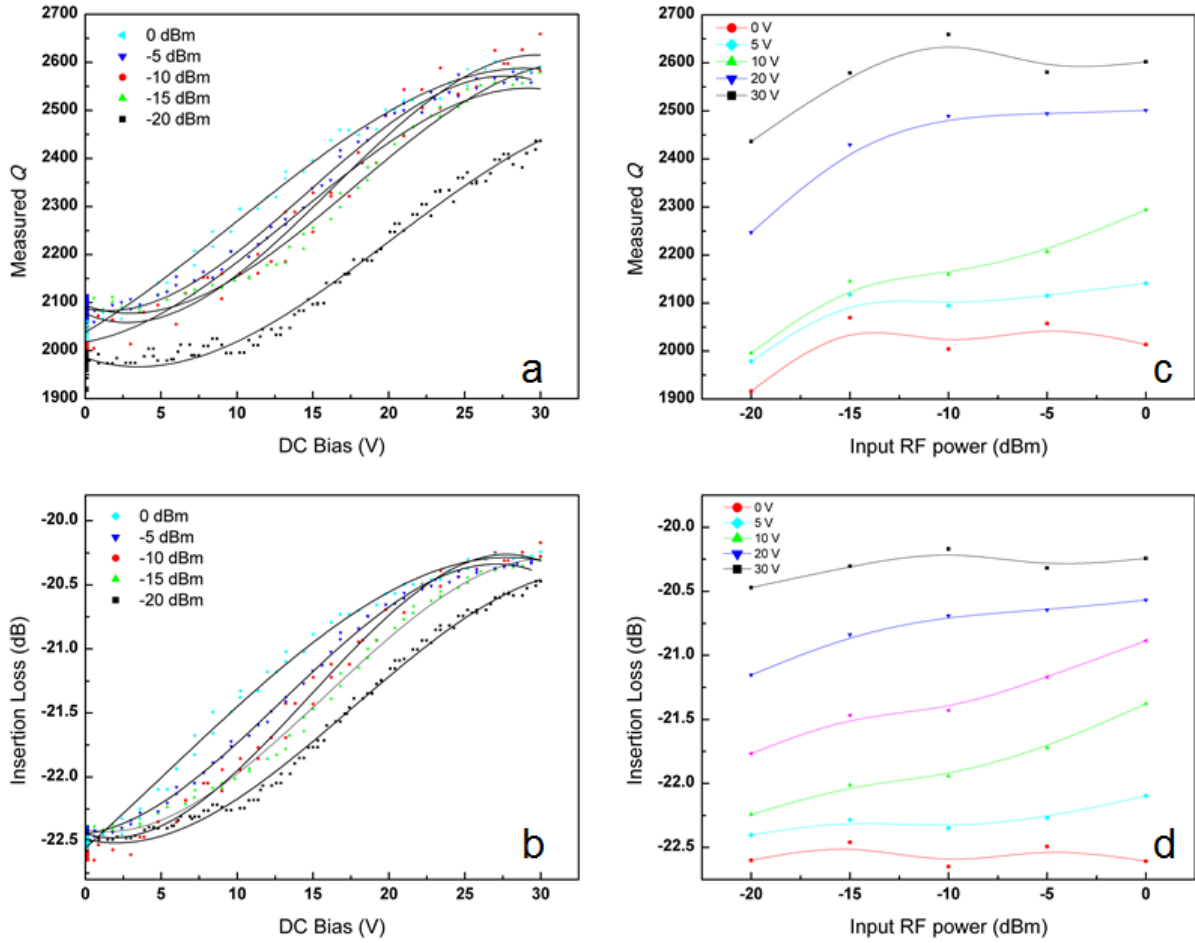 2700
2600
2500
2400
2300
2200
2100
2000
1900
Measured Q
0 dBm
-5 dBm
-10 dBm
-15 dBm
-20 dBm
a
0 5 10 15 20 25 30
DC Bias (V)
2700
2600
2500
2400
2300
2200
2100
2000
1900
Measured Q
0 V
5 V
10 V
20 V
30 V
c
-20 -15 -10 -5 0
Input RF power (dBm)
-20.0
-20.5
-21.0
-21.5
-22.0
-22.5
Insertion Loss (dB)
0 dBm
-5 dBm
-10 dBm
-15 dBm
-20 dBm
b
0 5 10 15 20 25 30
DC Bias (V)
-20.0
-20.5
-21.0
-21.5
-22.0
-22.5
Insertion Loss (dB)
0 V
5 V
10 V
20 V
30 V
d
-20 -15 -10 -5 0
Input RF power (dBm)